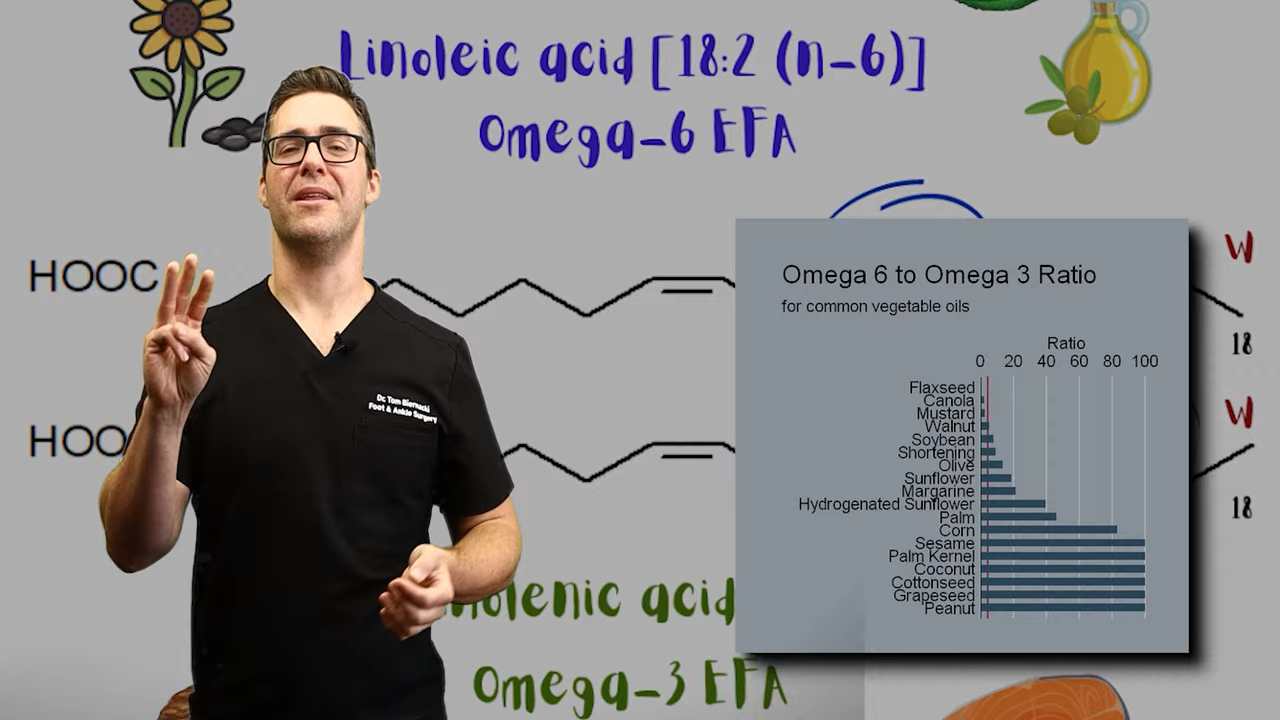 Linoleic acid [18:2 (n-6)]
Omega-6 EFA
HOOC
W
18
HOO
W
18
Dr. Tom Biernacki
Foot & Ankle Surgery
Omega 6 to Omega 3 Ratio
for common vegetable oils
Ratio
0 20 40 60 80 100
Flaxseed
Canola
Mustard
Walnut
Soybean
Shortening
Olive
Sunflower
Margarine
Hydrogenated Sunflower
Palm
Corn
Sesame
Palm Kernel
Coconut
Cottonseed
Grapeseed
Peanut
nolenic acid
Omega-3 EFA